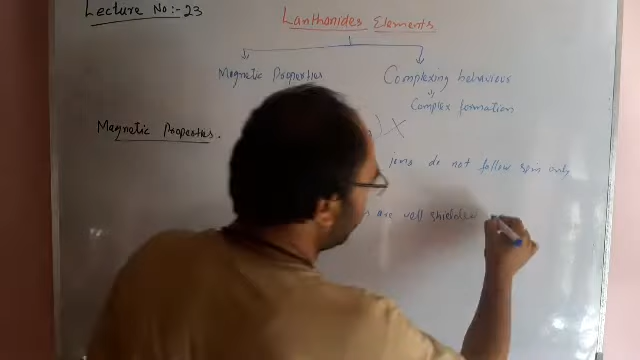 Lecture No:-23
Lanthonides Elements
Magnetic Properties
Complexing behaviour
Complex formation
Magnetic Properties.
) X
ions do not follow spin only
are well shielded